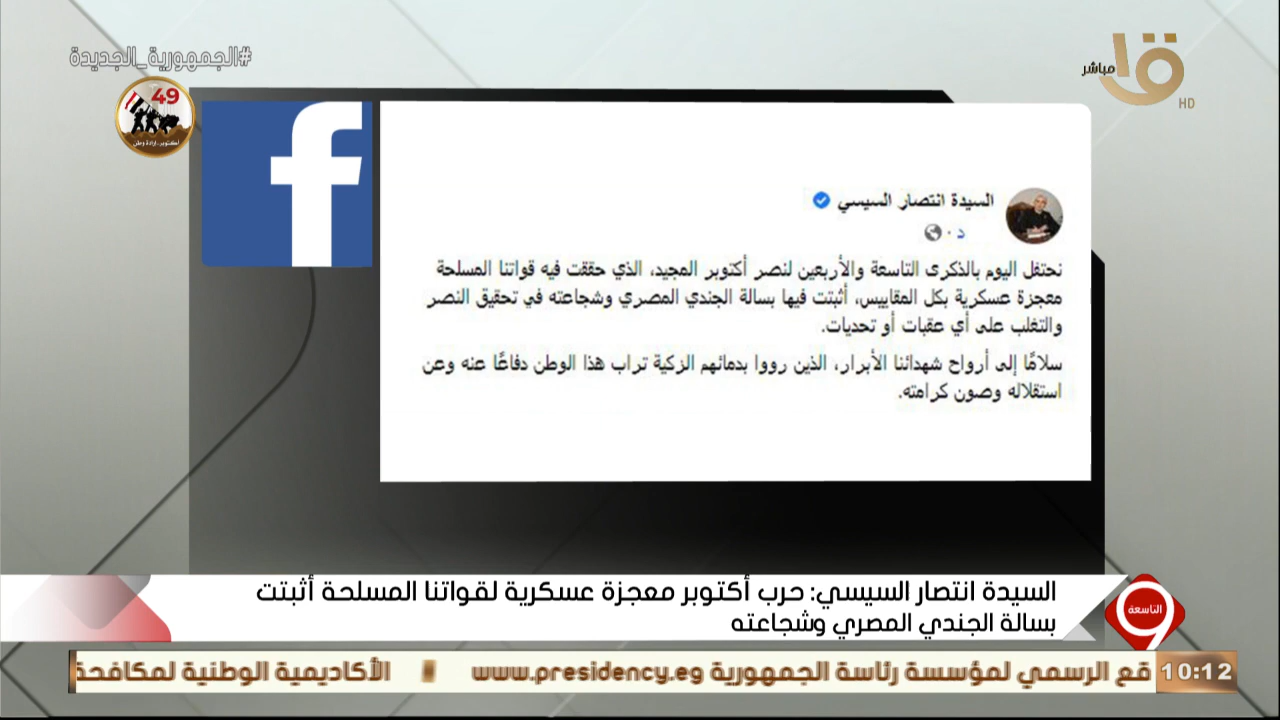 #الجمهورية_الجديدة
مباشر
HD
49
أكتوبر.. إرادة وطن
السيدة انتصار السيسي
د
نحتفل اليوم بالذكرى التاسعة والأربعين لنصر أكتوبر المجيد، الذي حققت فيه قواتنا المسلحة
معجزة عسكرية بكل المقاييس، أثبتت فيها بسالة الجندي المصري وشجاعته في تحقيق النصر
والتغلب على أي عقبات أو تحديات.
سلامًا إلى أرواح شهدائنا الأبرار، الذين رووا بدمائهم الزكية تراب هذا الوطن دفاعًا عنه وعن
استقلاله وصون كرامته.
السيدة انتصار السيسي: حرب أكتوبر معجزة عسكرية لقواتنا المسلحة أثبتت
بسالة الجندي المصري وشجاعته
التاسعة
10:12 قع الرسمي لمؤسسة رئاسة الجمهورية www.presidency.eg الأكاديمية الوطنية لمكافحة